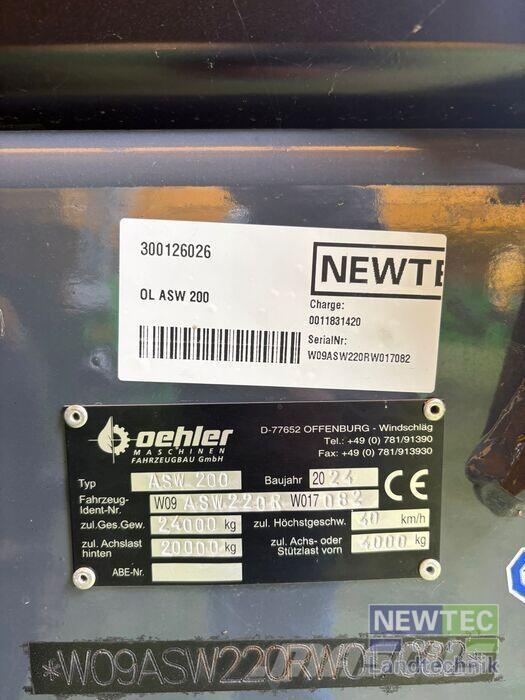 300126026
NEWTE
OL ASW 200
Charge:
0011831420
SerialNr:
W09ASW220RW017082
oehler
MASCHINEN
FAHRZEUGBAU GmbH
D-77652 OFFENBURG - Windschläg
Tel.: +49 (0) 781/91390
Fax.: +49 (0) 781/913930
Typ ASW 200 Baujahr 2024 CE
Fahrzeug-
Ident-Nr. W09 ASW220R W017 082
zul.Ges.Gew. 24000 kg zul. Höchstgeschw. 40 km/h
zul. Achslast
hinten 20000 kg
zul. Achs- oder
Stützlast vorn 4000 kg
ABE-Nr.
NEWTEC
*W09ASW220RW017082
Landtechnik